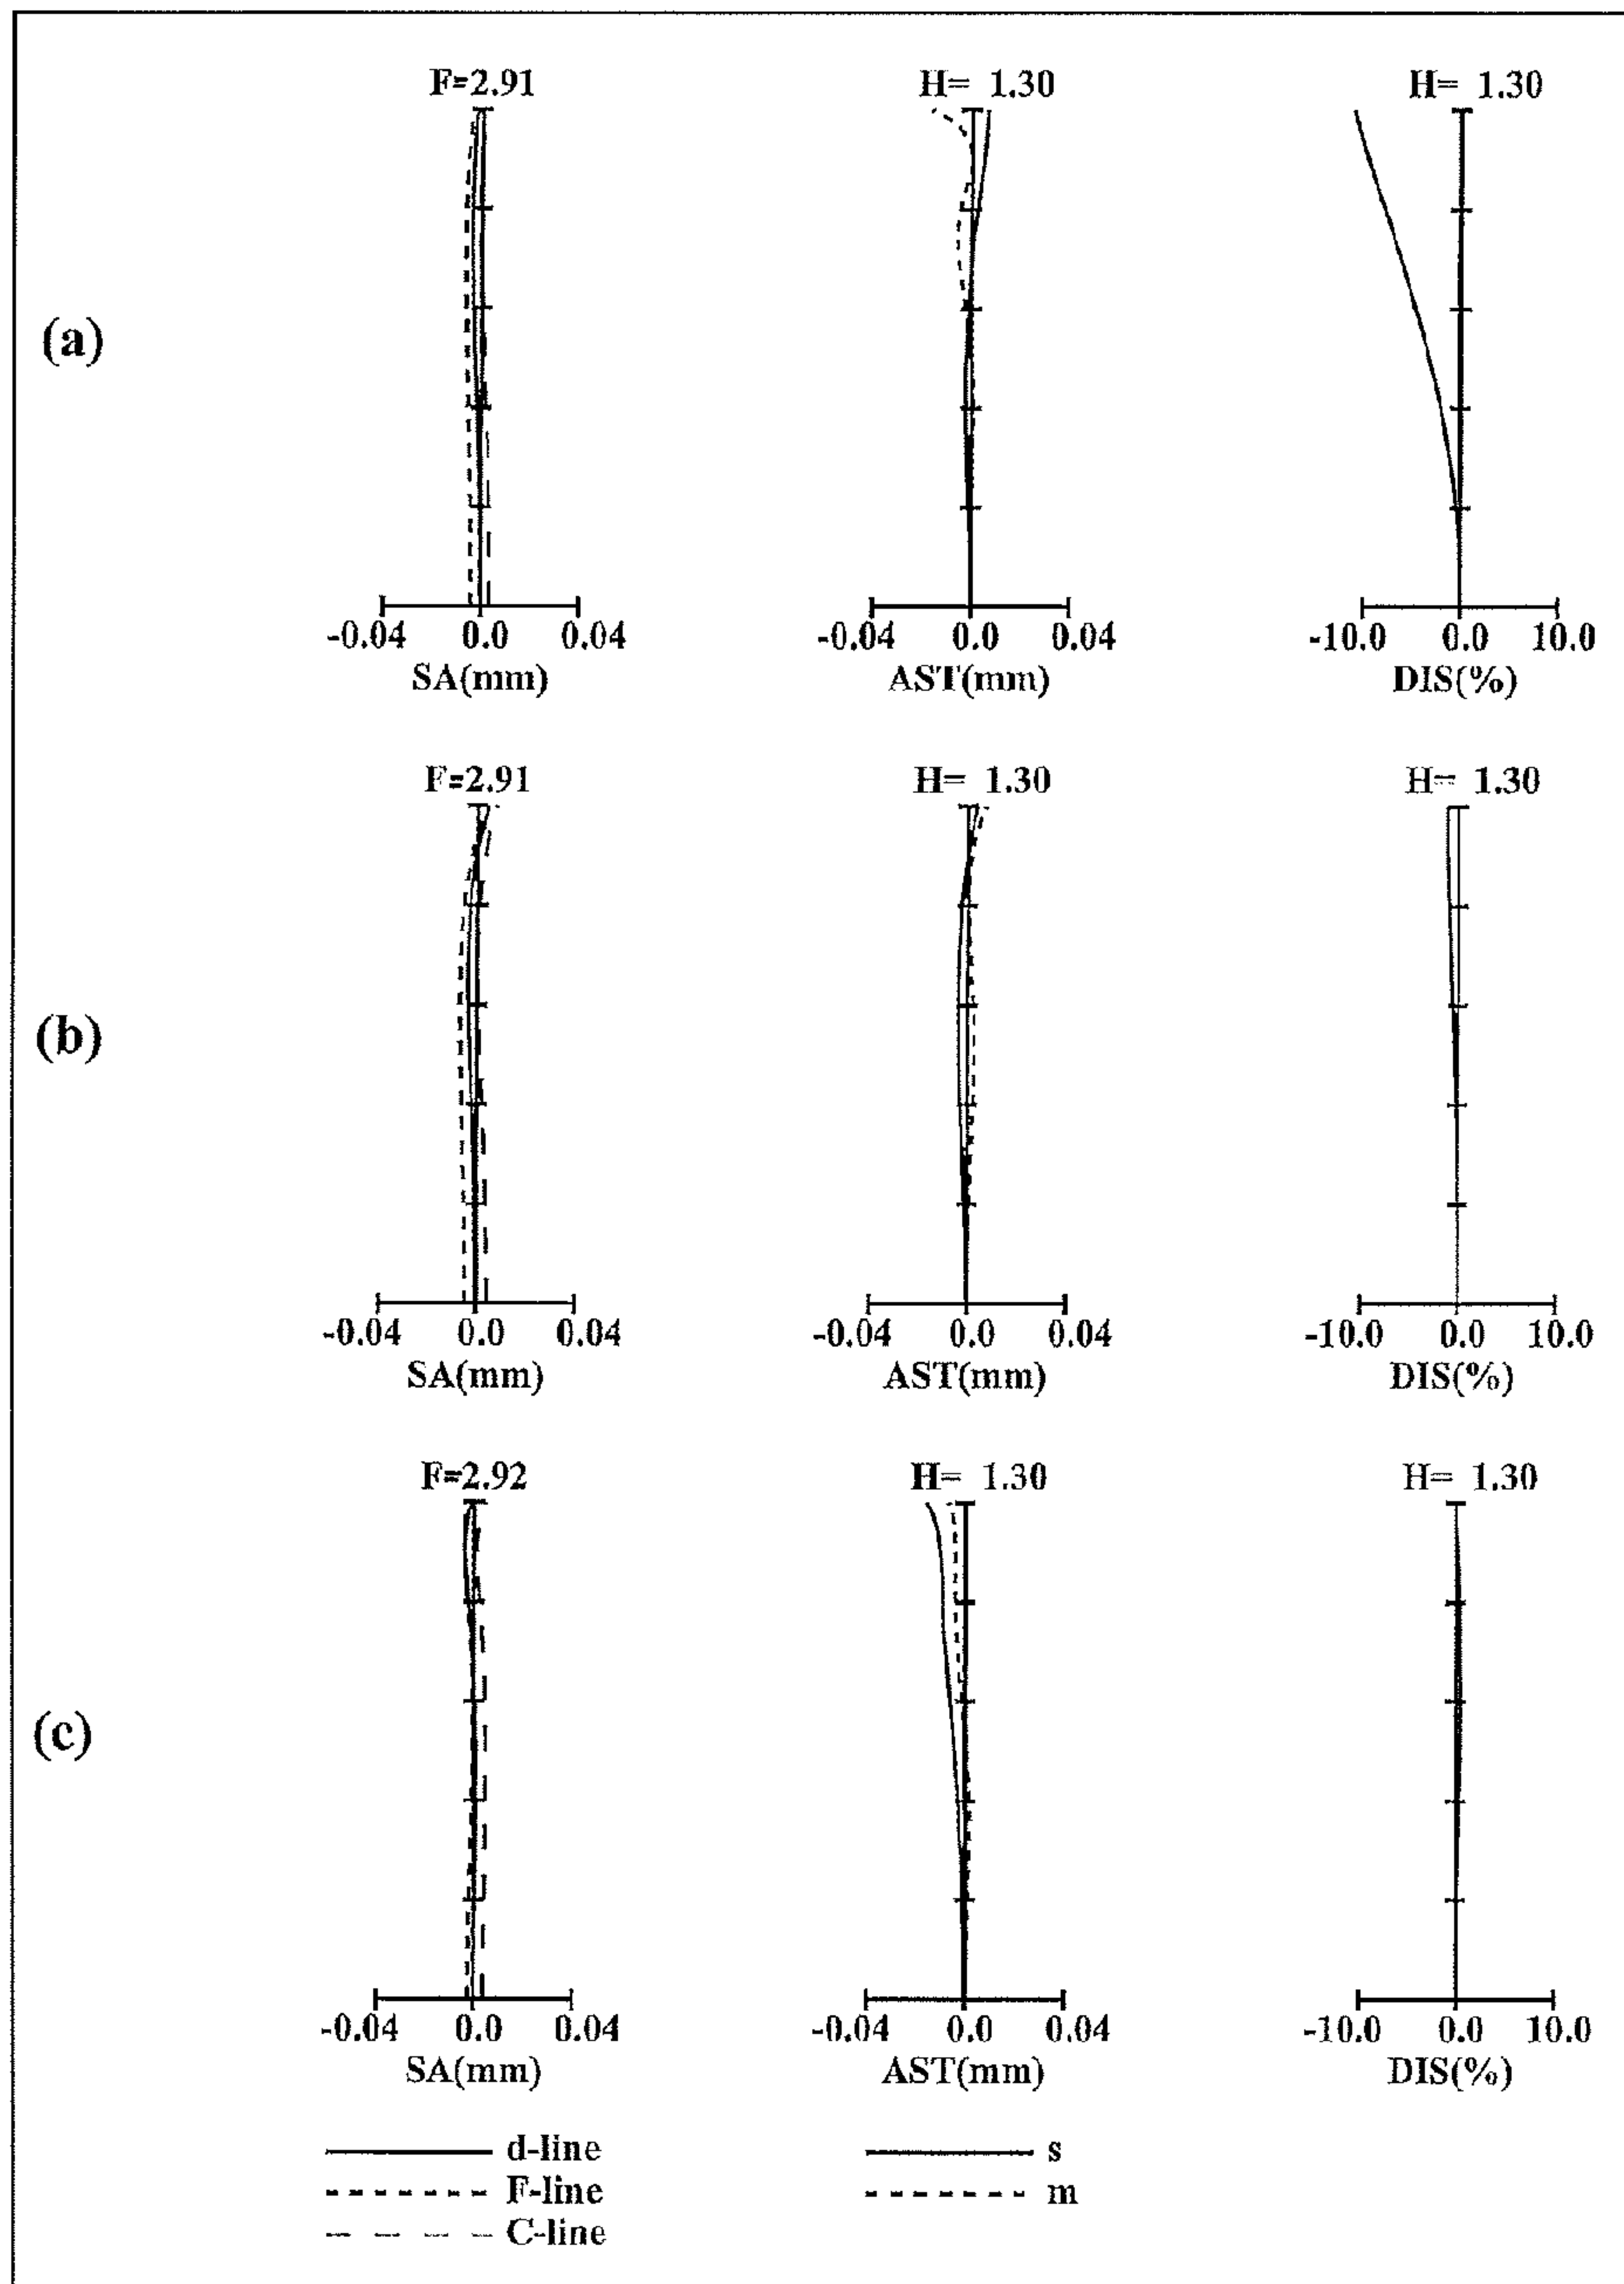 F=2.91 H= 1.30 H= 1.30
(a)
-0.04 0.0 0.04 -0.04 0.0 0.04 -10.0 0.0 10.0
SA(mm) AST(mm) DIS(%)
F=2.91 H= 1.30 H= 1.30
(b)
-0.04 0.0 0.04 -0.04 0.0 0.04 -10.0 0.0 10.0
SA(mm) AST(mm) DIS(%)
F=2.92 H= 1.30 H= 1.30
(c)
-0.04 0.0 0.04 -0.04 0.0 0.04 -10.0 0.0 10.0
SA(mm) AST(mm) DIS(%)
d-line s
F-line m
C-line